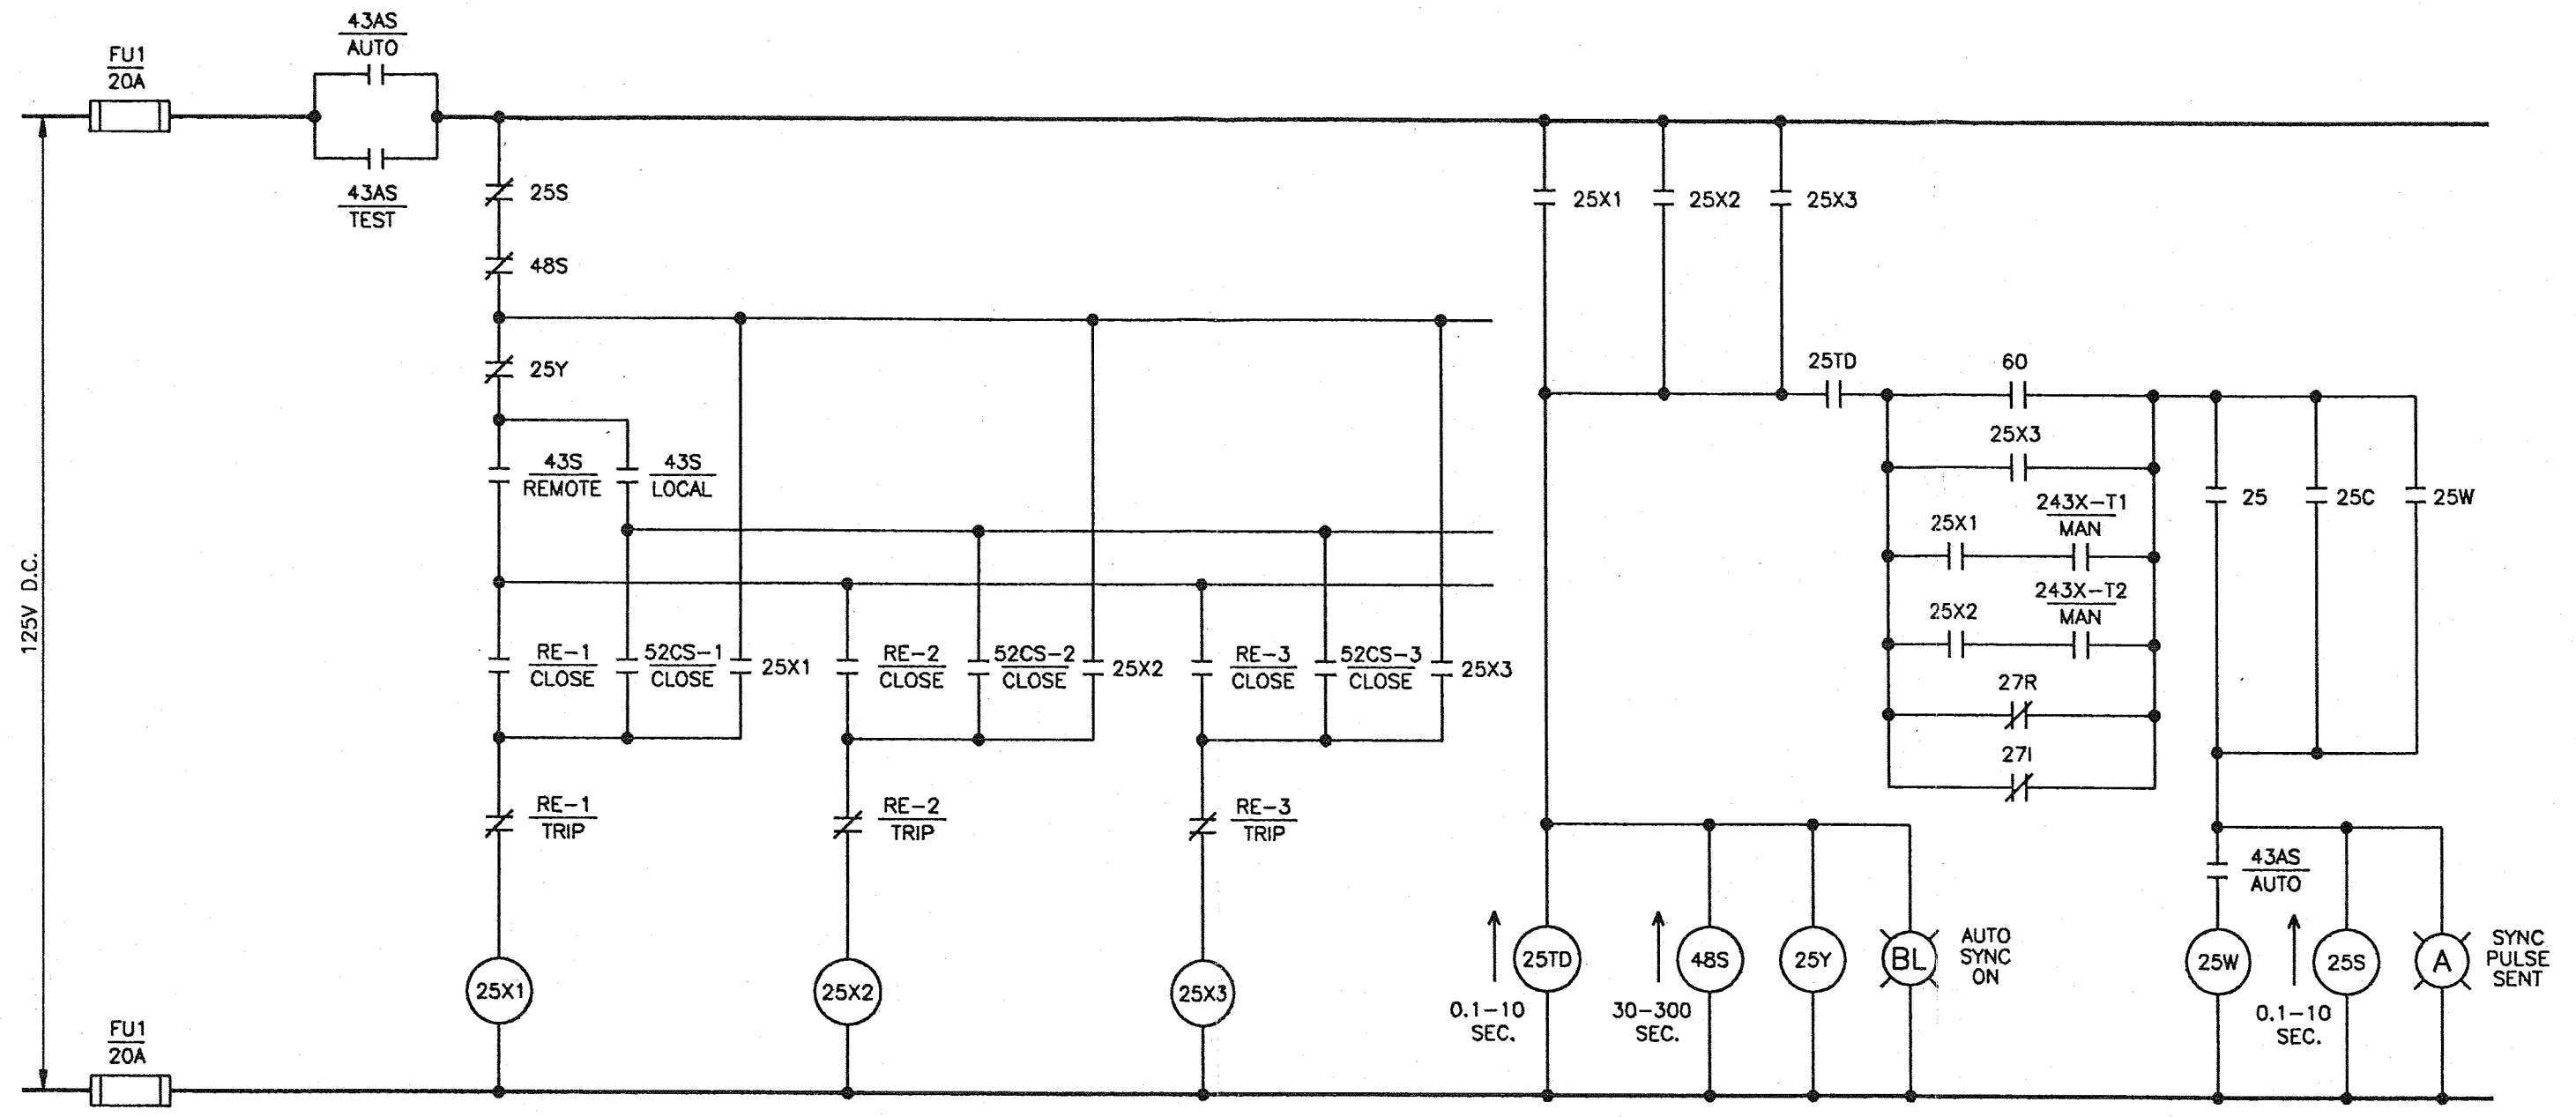 43AS
AUTO
FU1
20A
43AS
TEST
25S
48S
25Y
43S
REMOTE
43S
LOCAL
125V D.C.
RE-1
CLOSE
52CS-1
CLOSE
25X1
RE-2
CLOSE
52CS-2
CLOSE
25X2
RE-3
CLOSE
52CS-3
CLOSE
25X3
RE-1
TRIP
RE-2
TRIP
RE-3
TRIP
25X1
25X2
25X3
FU1
20A
25X1
25X2
25X3
25TD
60
25X3
25X1
243X-T1
MAN
25X2
243X-T2
MAN
27R
27I
25
25C
25W
43AS
AUTO
25TD
0.1-10
SEC.
48S
30-300
SEC.
25Y
BL
AUTO
SYNC
ON
25W
25S
0.1-10
SEC.
A
SYNC
PULSE
SENT